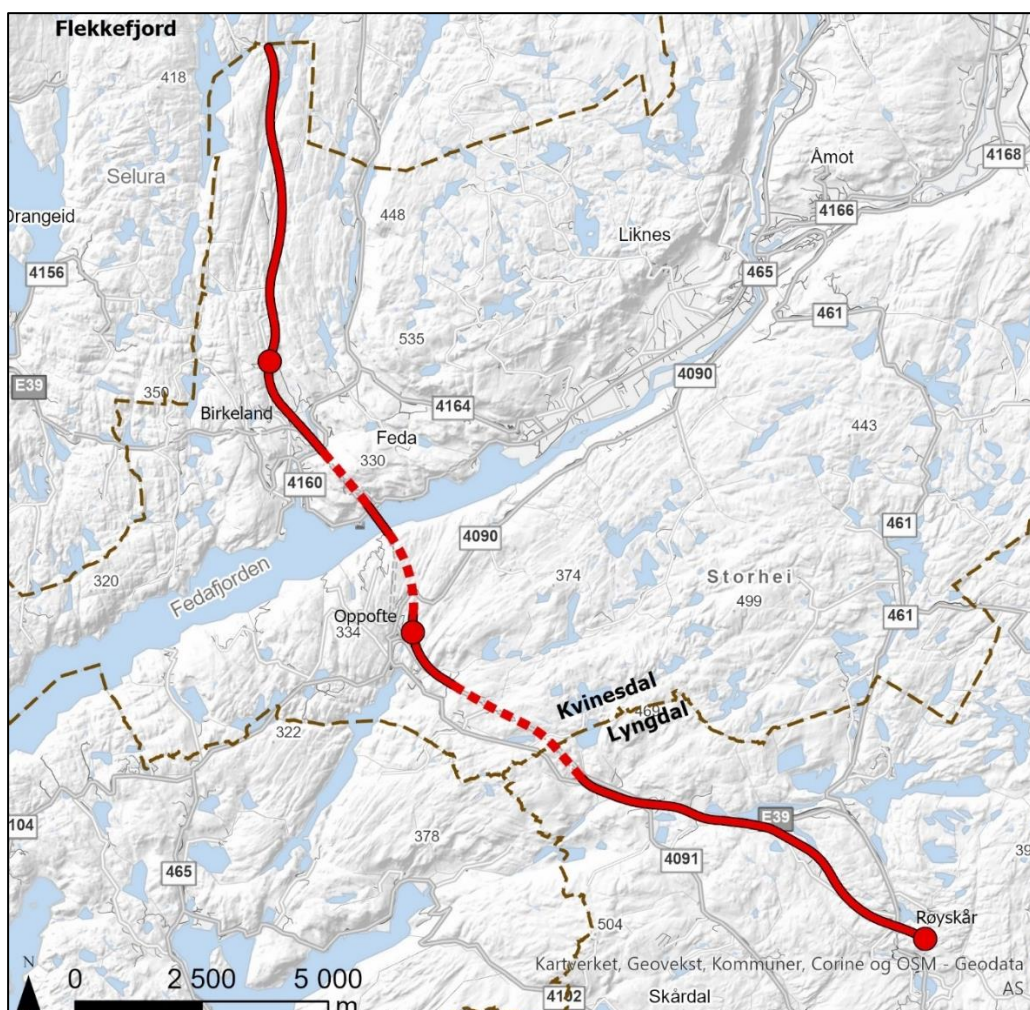 Flekkefjord
418
4168
Åmot
Selura
4166
448
Drangeid
Liknes
465
4156
461
535
4090
E39
350
4164
Birkeland
Feda
443
330
4160
461
4090
320
Fedafjorden
374
Storhei
499
461
Oppofte
334
Kvinesdal
469
Lyngdal
322
E39
104
378
4091
465
39
Røyskår
504
N
0 2 500 5 000
m
Kartverket, Geovekst, Kommuner, Corine og OSM - Geodata
AS
4102
Skårdal